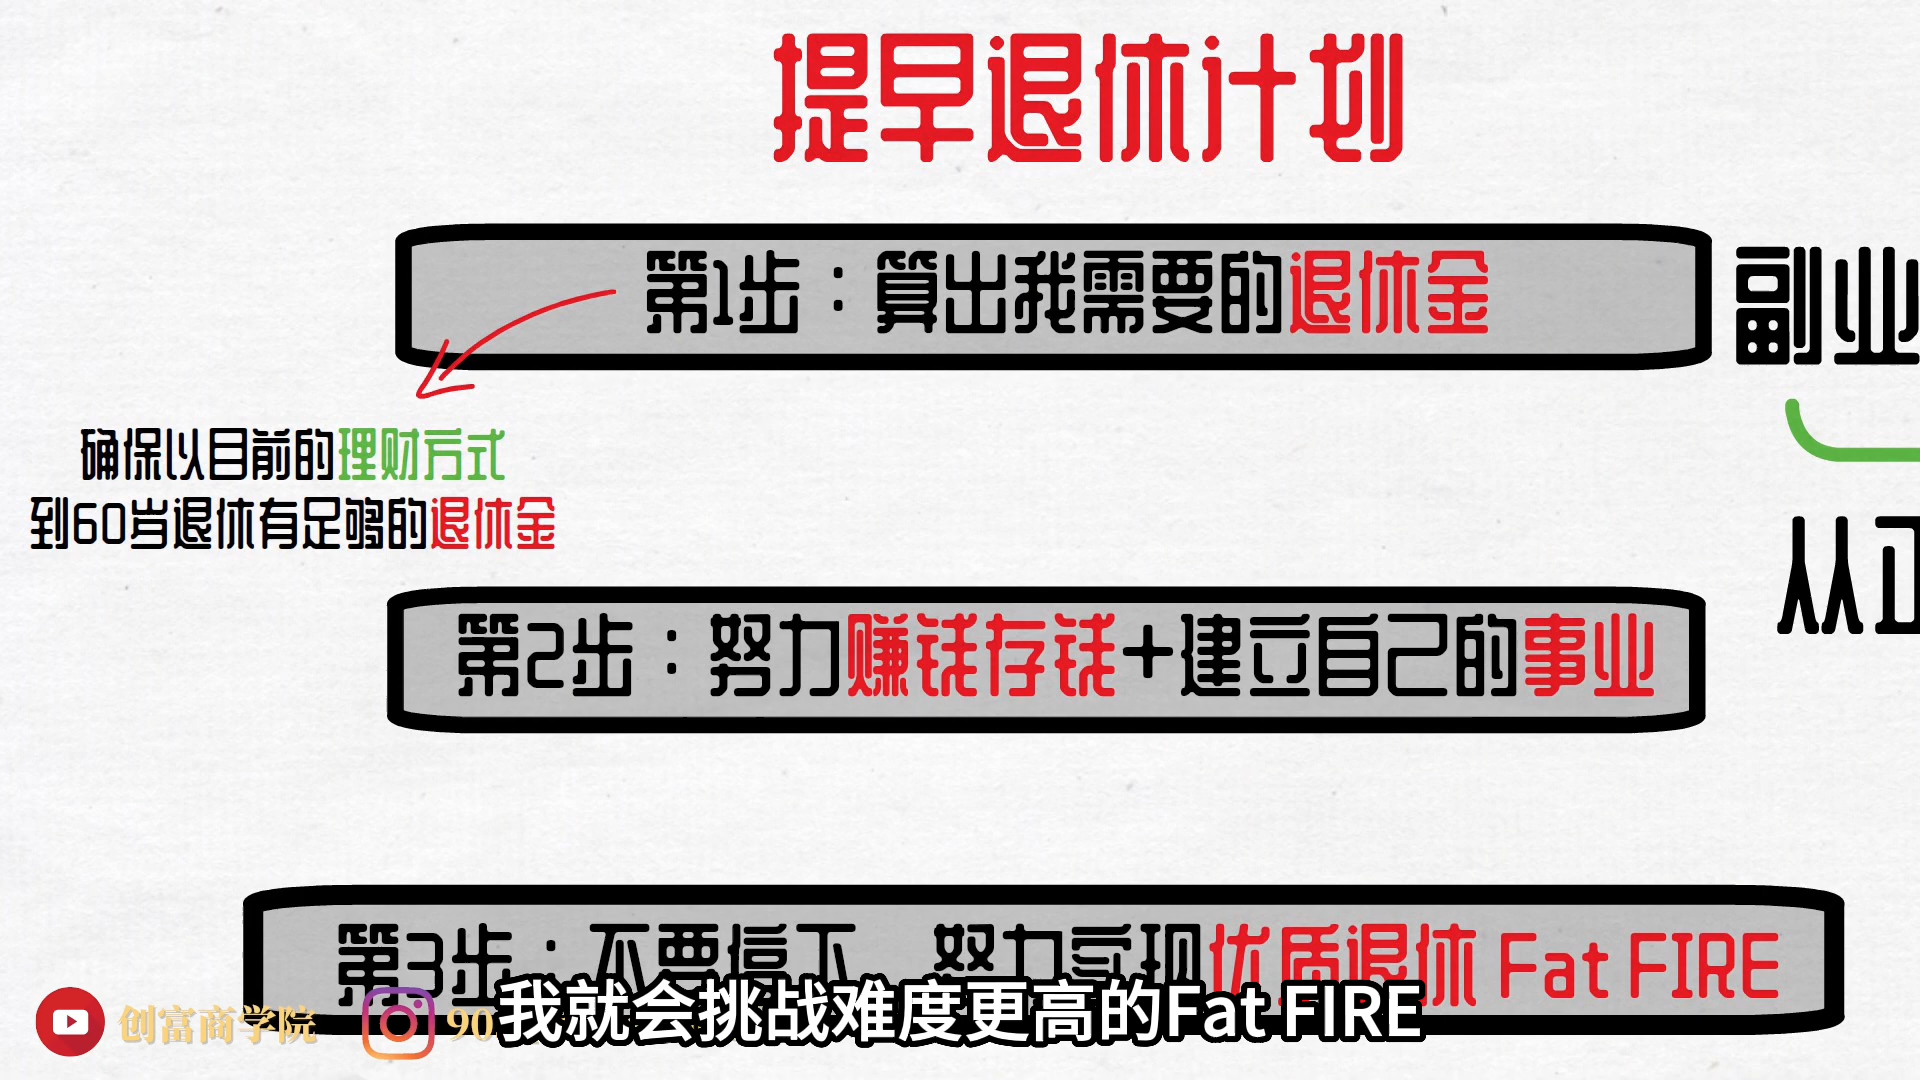 提早退休计划
第1步：算出我需要的退休金
副业
确保以目前的理财方式
到60岁退休有足够的退休金
从正
第2步：努力赚钱存钱+建立自己的事业
第3步：不要停下 努力实现优质退休 Fat FIRE
我就会挑战难度更高的Fat FIRE
创富商学院
90